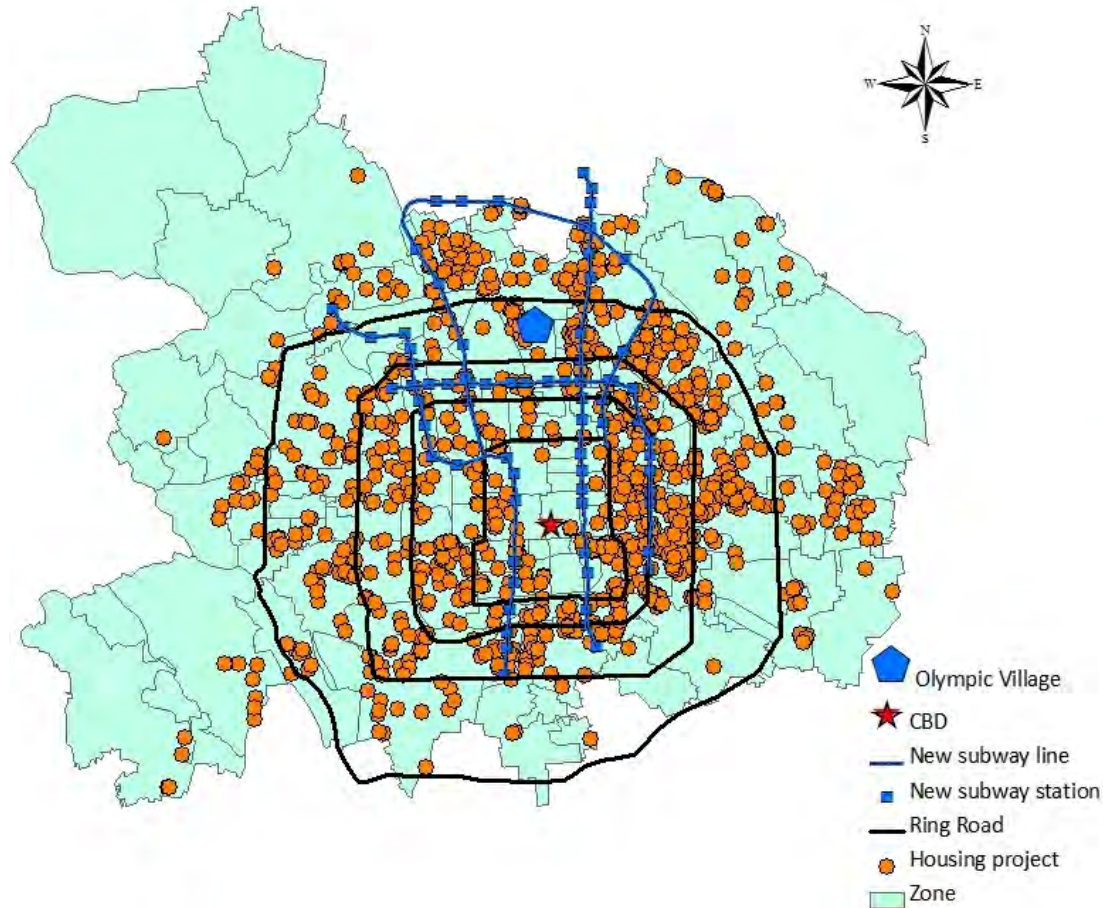 N
W E
S
Olympic Village
CBD
New subway line
New subway station
Ring Road
Housing project
Zone